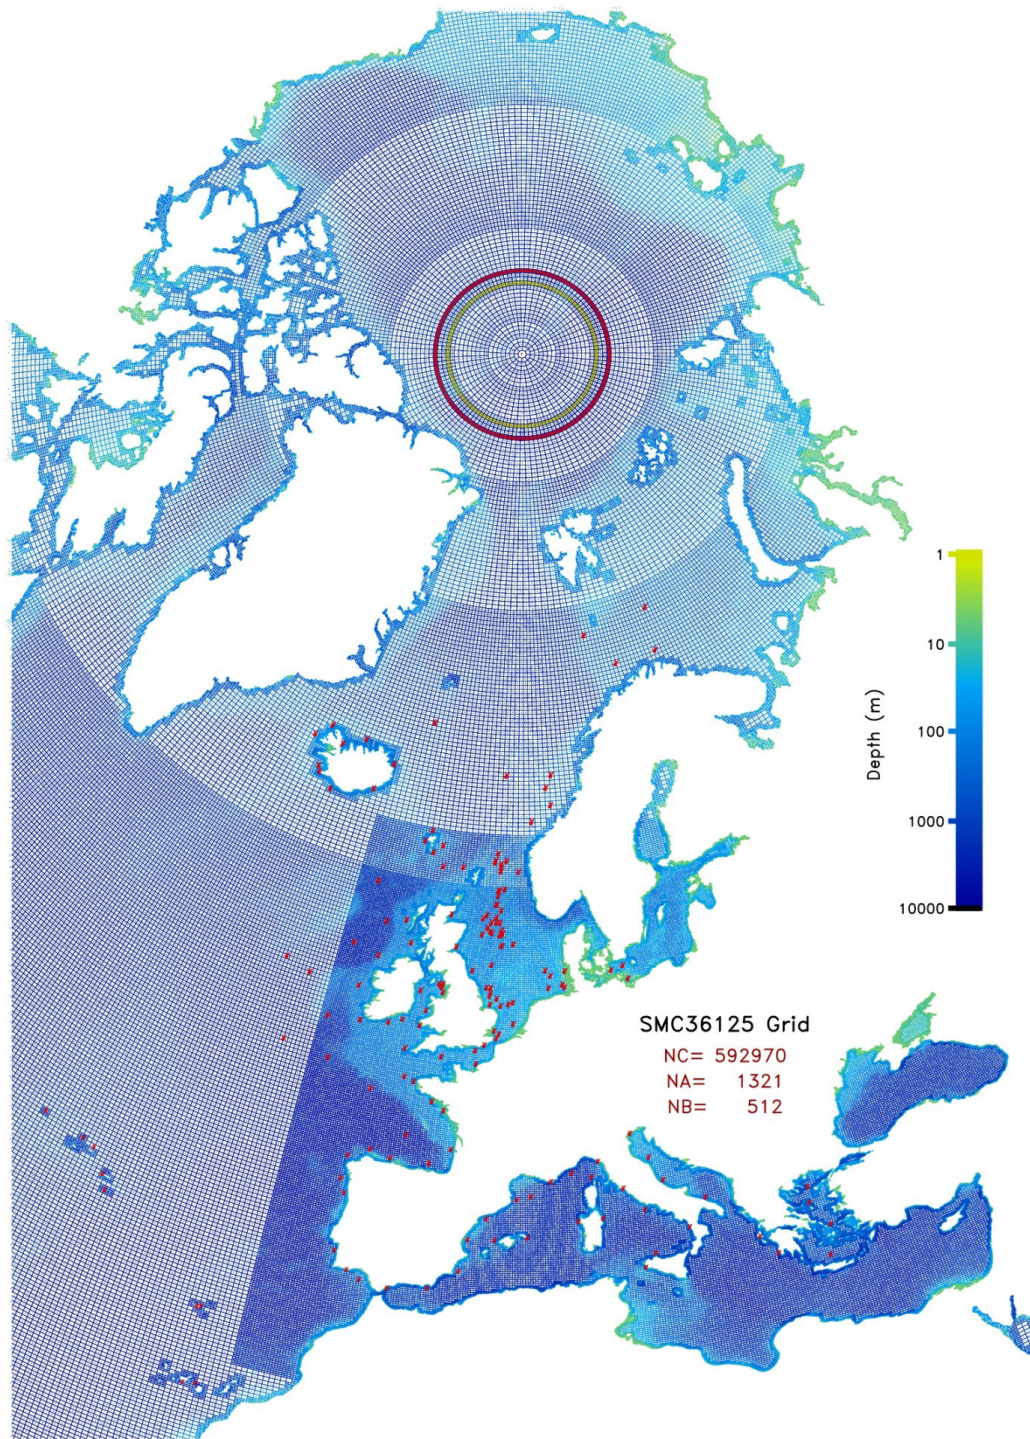 1
10
100
1000
10000
Depth (m)
SMC36125 Grid
NC= 592970
NA= 1321
NB= 512